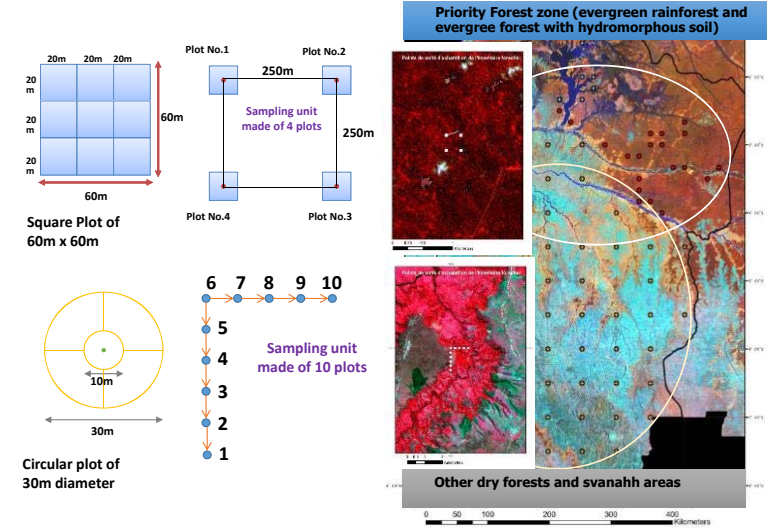 Priority Forest zone (evergreen rainforest and
evergree forest with hydromorphous soil)
20m 20m 20m
20
m
20
m
20
m
60m
60m
Square Plot of
60m x 60m
Plot No.1
Plot No.2
250m
Sampling unit
made of 4 plots
250m
Plot No.4
Plot No.3
10m
30m
Circular plot of
30m diameter
6 7 8 9 10
5
4
3
2
1
Sampling unit
made of 10 plots
Other dry forests and svanahh areas
0 50 100 200 300 400
Kilometers